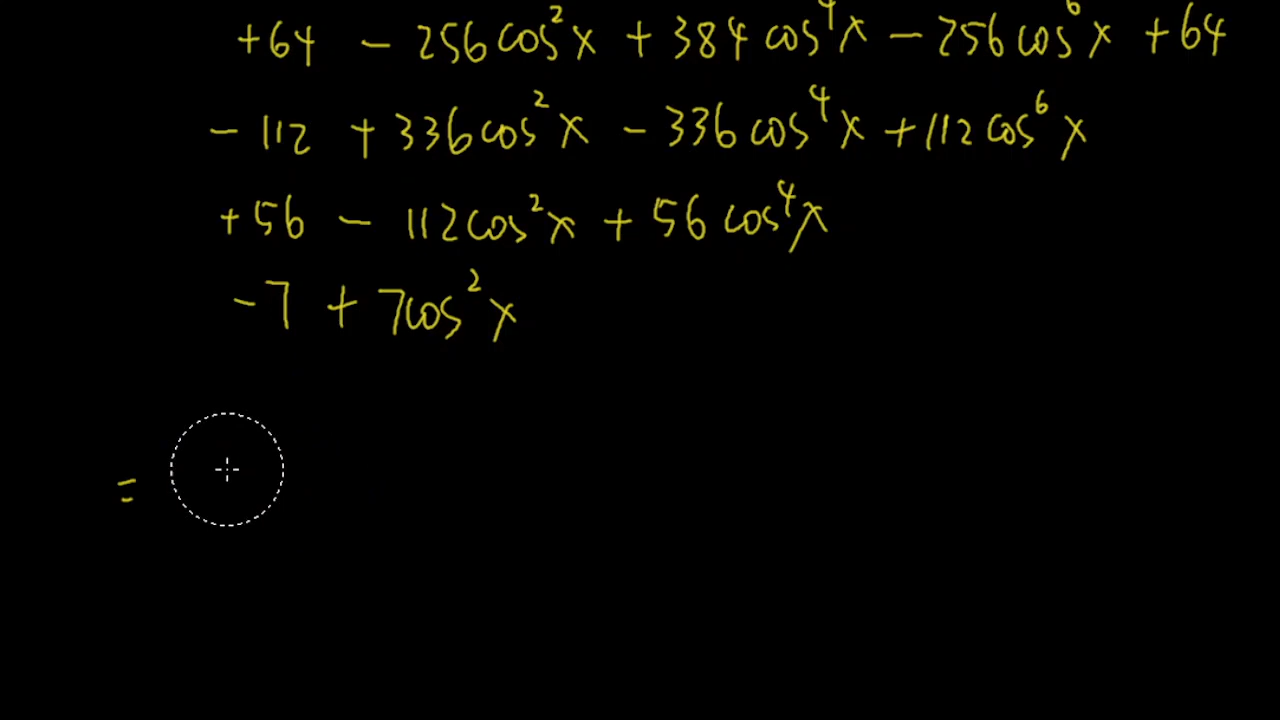 +64 - 256cos²x + 384cos⁴x - 256cos⁶x + 64
- 112 + 336cos²x - 336cos⁴x + 112cos⁶x
+56 - 112cos²x + 56cos⁴x
-7 + 7cos²x
=